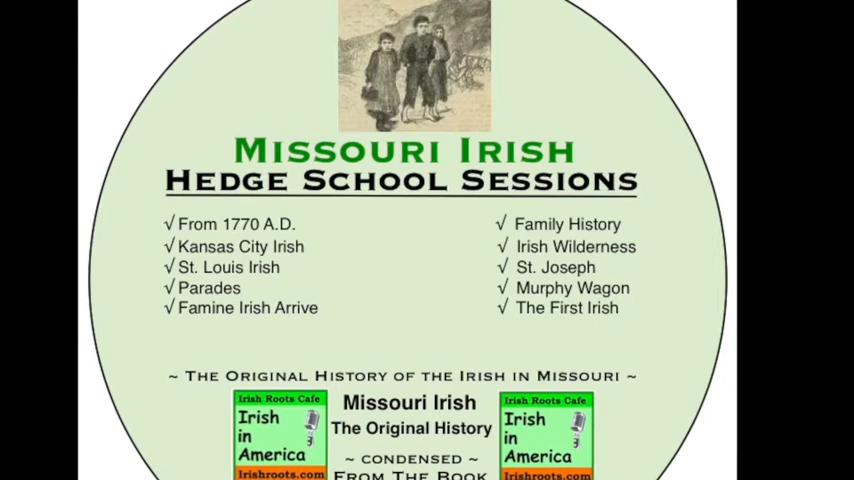 MISSOURI IRISH
HEDGE SCHOOL SESSIONS
√ From 1770 A.D.
√ Kansas City Irish
√ St. Louis Irish
√ Parades
√ Famine Irish Arrive
√ Family History
√ Irish Wilderness
√ St. Joseph
√ Murphy Wagon
√ The First Irish
~ THE ORIGINAL HISTORY OF THE IRISH IN MISSOURI ~
Irish Roots Cafe
Irish
in
America
Irishroots.com
Missouri Irish
The Original History
~ CONDENSED ~
FROM THE BOOK
Irish Roots Cafe
Irish
in
America
Irishroots.com